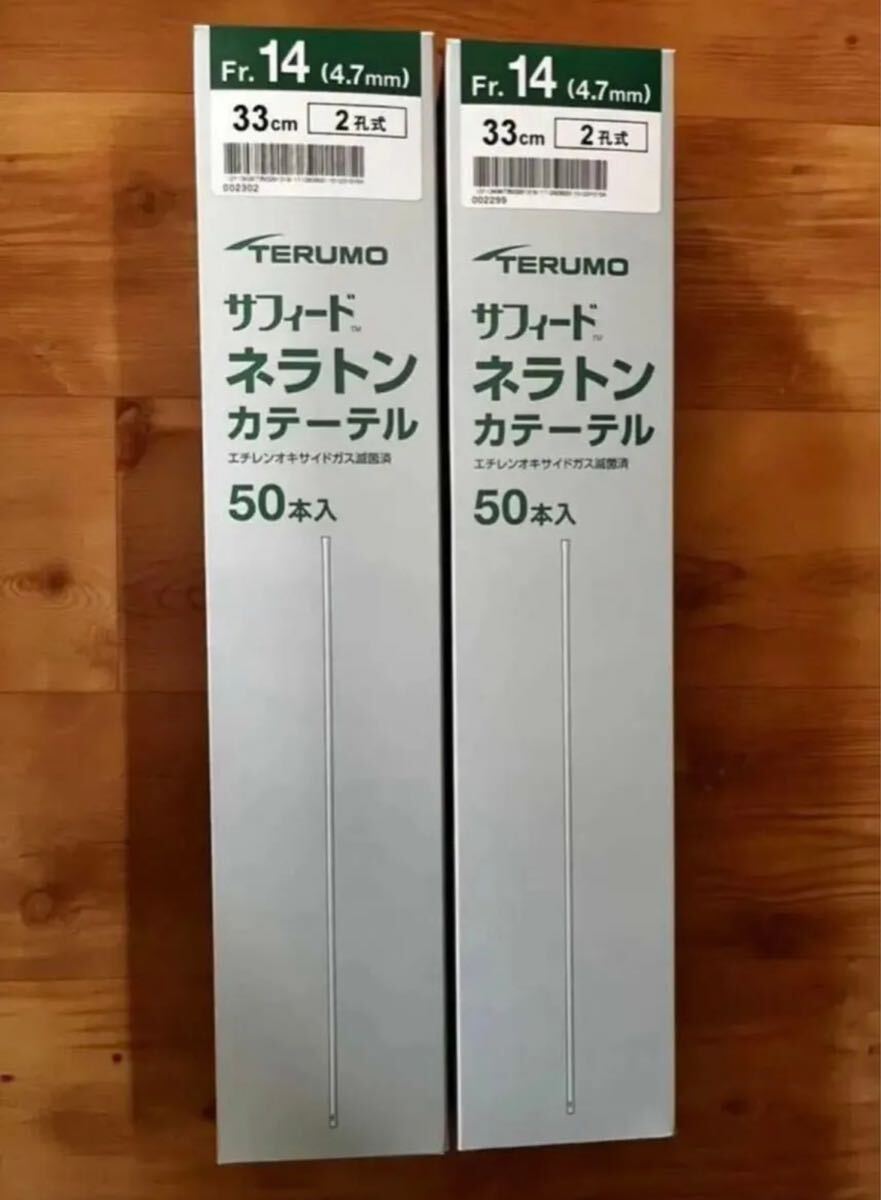 Fr. 14 (4.7mm)
33cm 2孔式
002302
TERUMO
サフィード™
ネラトン
カテーテル
エチレンオキサイドガス滅菌済
50本入
Fr. 14 (4.7mm)
33cm 2孔式
002299
TERUMO
サフィード™
ネラトン
カテーテル
エチレンオキサイドガス滅菌済
50本入